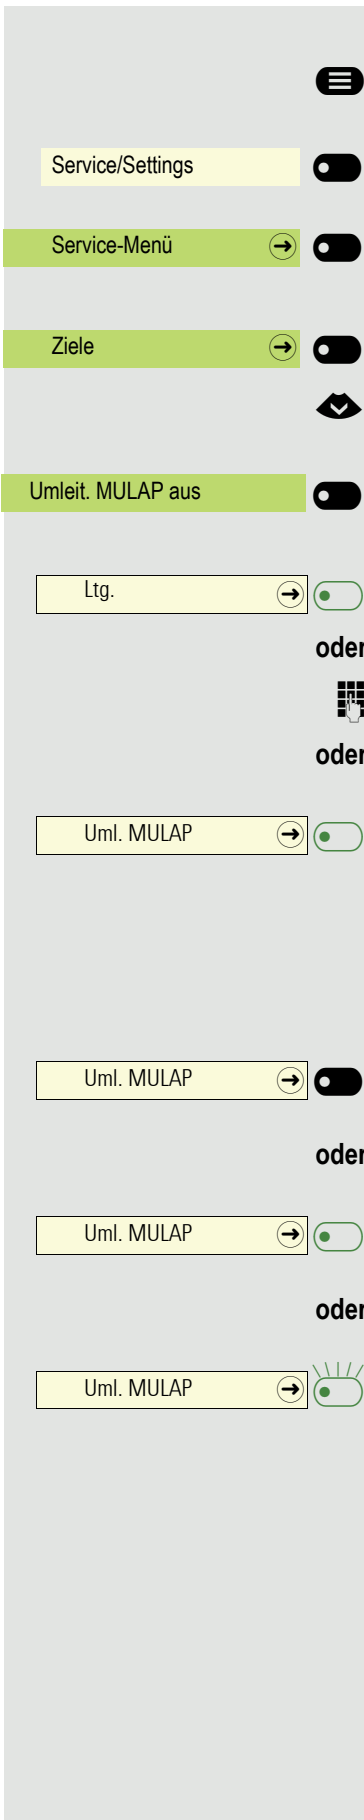 Service/Settings
Service-Menü
Ziele
Umleit. MULAP aus
Ltg.
oder
oder
Uml. MULAP
Uml. MULAP
oder
Uml. MULAP
oder
Uml. MULAP